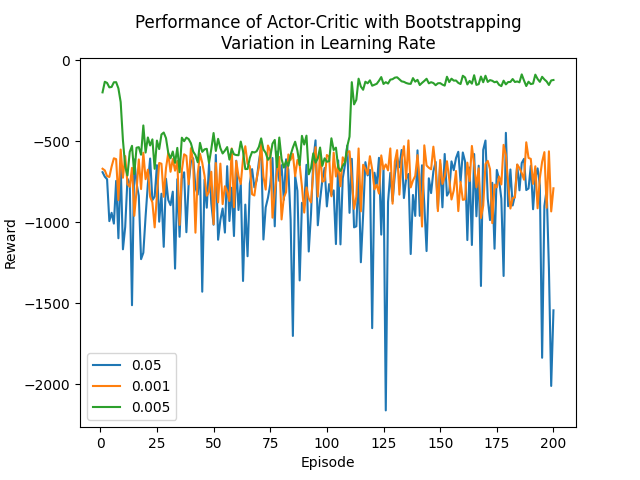 Performance of Actor-Critic with Bootstrapping
Variation in Learning Rate
0
−500
−1000
−1500
−2000
Reward
0.05
0.001
0.005
0 25 50 75 100 125 150 175 200
Episode